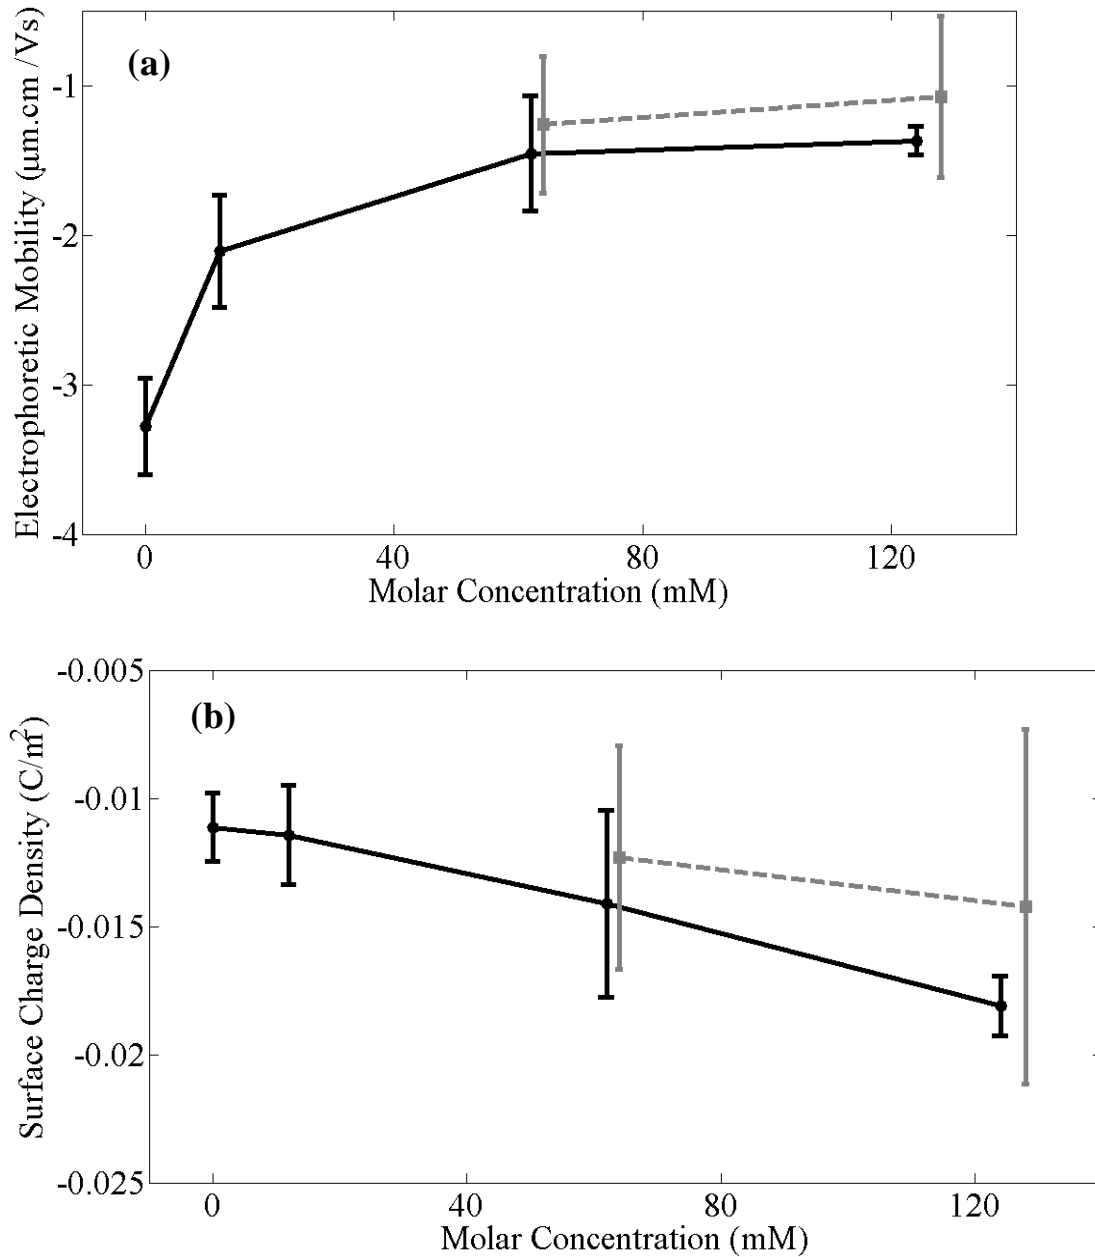 (a)
Electrophoretic Mobility (μm.cm /Vs)
-1
-2
-3
-4
0 40 80 120
Molar Concentration (mM)
(b)
Surface Charge Density (C/m²)
-0.005
-0.01
-0.015
-0.02
-0.025
0 40 80 120
Molar Concentration (mM)